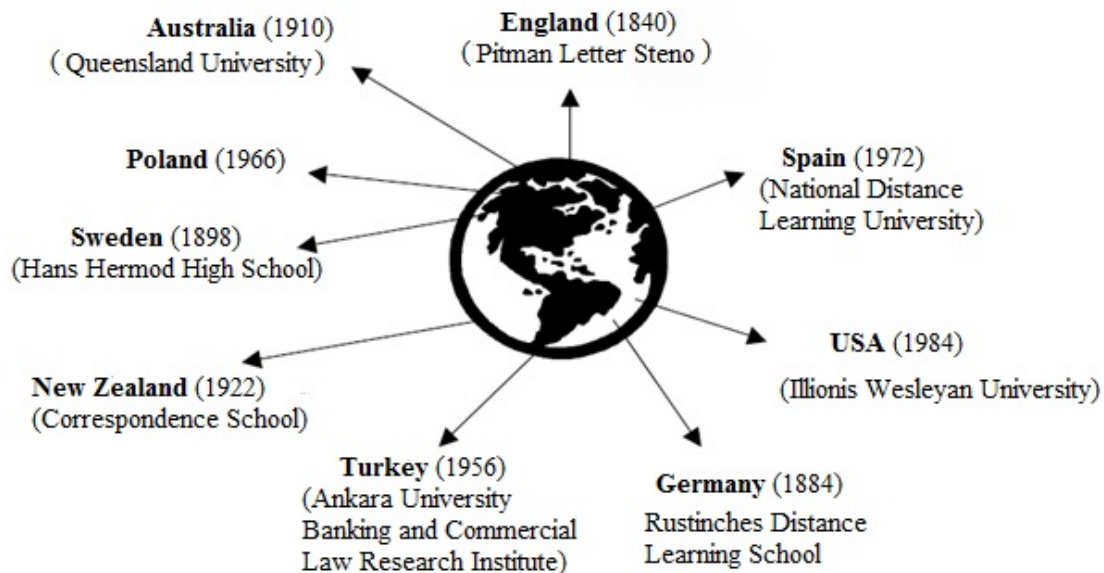 Australia (1910)
( Queensland University )
England (1840)
( Pitman Letter Steno )
Poland (1966)
Spain (1972)
(National Distance
Learning University)
Sweden (1898)
(Hans Hermod High School)
USA (1984)
(Illionis Wesleyan University)
New Zealand (1922)
(Correspondence School)
Turkey (1956)
(Ankara University
Banking and Commercial
Law Research Institute)
Germany (1884)
Rustinches Distance
Learning School